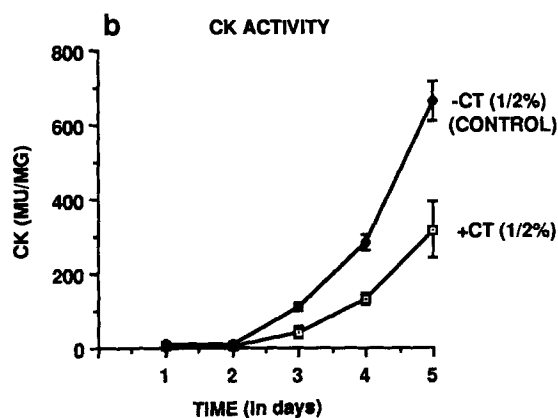 b
CK ACTIVITY
800
600
400
200
0
CK (MU/MG)
-CT (1/2%)
(CONTROL)
+CT (1/2%)
1 2 3 4 5
TIME (in days)